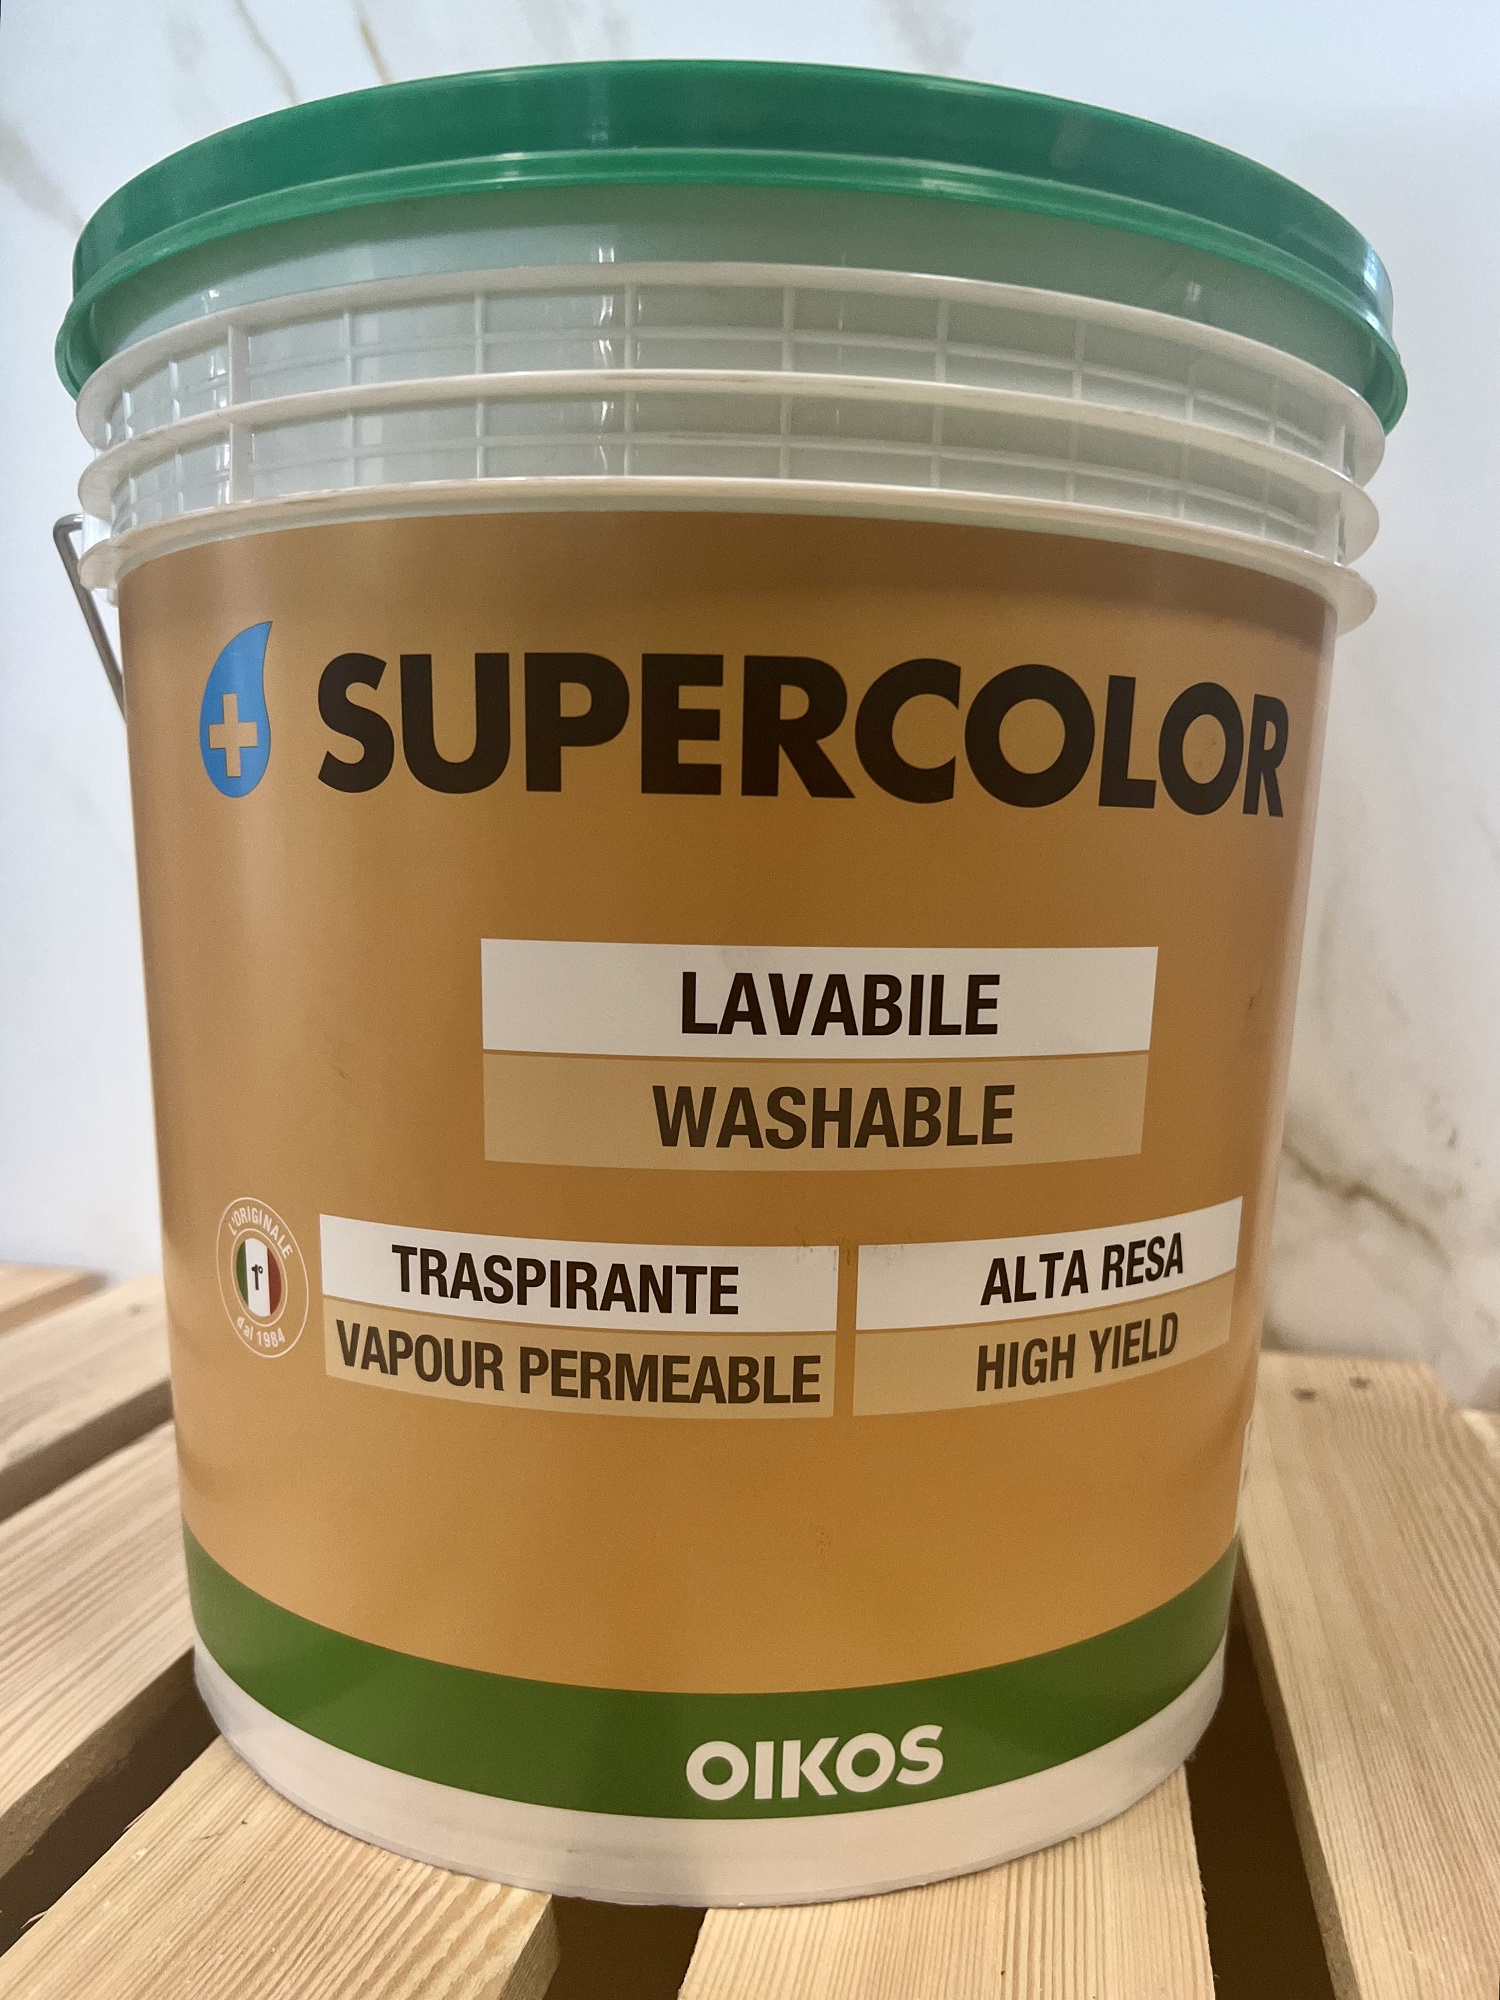 SUPERCOLOR
LAVABILE
WASHABLE
L'ORIGINALE
1°
dal 1984
TRASPIRANTE
VAPOUR PERMEABLE
ALTA RESA
HIGH YIELD
OIKOS